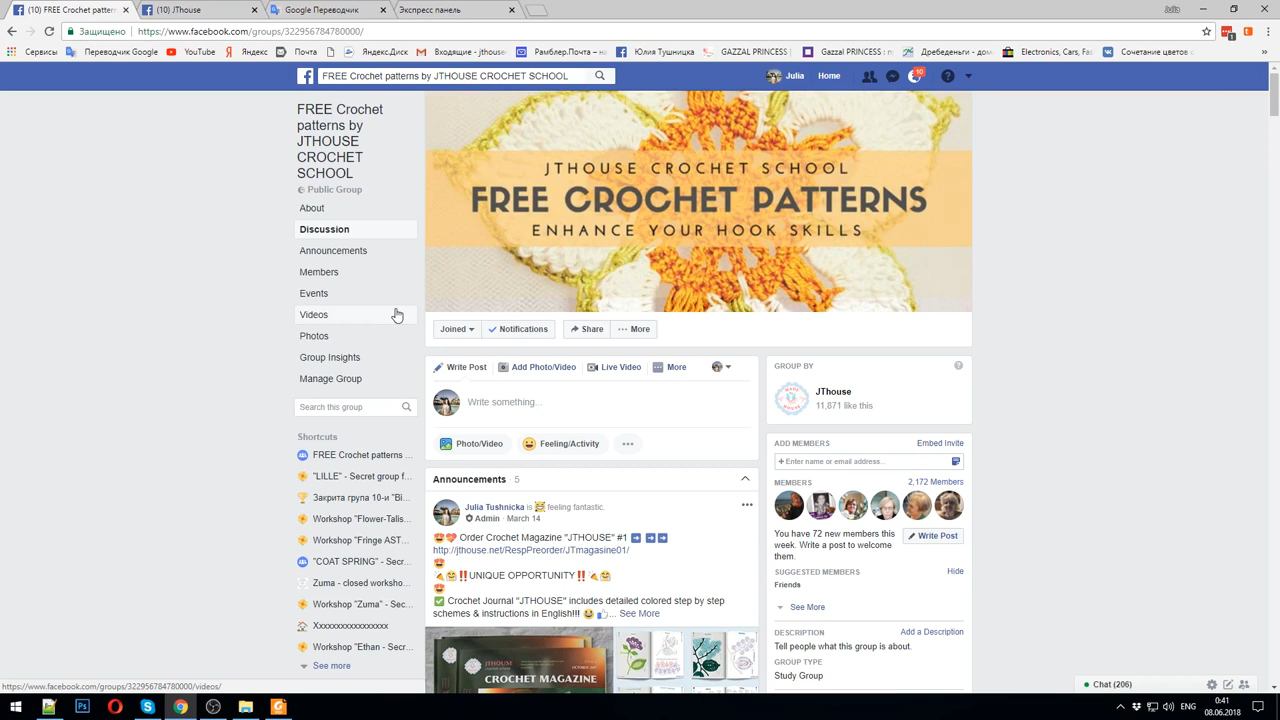 (10) FREE Crochet pattern
(10) JThouse
Google Переводчик
Экспресс панель
Julia
Защищено
https://www.facebook.com/groups/322956784780000/
Сервисы
Переводчик Google
YouTube
Яндекс
Почта
Яндекс.Диск
Входящие - jthouse
Рамблер.Почта – на
Юлия Тушницка
GAZZAL PRINCESS
Gazzal PRINCESS : п
Дребеденьги - дом
Electronics, Cars, Fas
Сочетание цветов
FREE Crochet patterns by JTHOUSE CROCHET SCHOOL
Julia
Home
10
FREE Crochet
patterns by
JTHOUSE
CROCHET
SCHOOL
Public Group
About
Discussion
Announcements
Members
Events
Videos
Photos
Group Insights
Manage Group
Search this group
Shortcuts
FREE Crochet patterns ...
"LILLE" - Secret group f...
Закрита група 10-и "Bi...
Workshop "Flower-Talis...
Workshop "Fringe AST...
"COAT SPRING" - Secr...
Zuma - closed worksho...
Workshop "Zuma" - Sec...
Xxxxxxxxxxxxxxxxx
Workshop "Ethan - Secr...
See more
JTHOUSE CROCHET SCHOOL
FREE CROCHET PATTERNS
ENHANCE YOUR HOOK SKILLS
Joined
Notifications
Share
More
Write Post
Add Photo/Video
Live Video
More
Write something...
Photo/Video
Feeling/Activity
Announcements 5
Julia Tushnicka is feeling fantastic.
Admin · March 14
Order Crochet Magazine "JTHOUSE" #1
http://jthouse.net/RespPreorder/JTmagasine01/
UNIQUE OPPORTUNITY
Crochet Journal "JTHOUSE" includes detailed colored step by step
schemes & instructions in English!!! ... See More
JTHOUSE
CROCHET MAGAZINE
GROUP BY
JThouse
11,871 like this
ADD MEMBERS
Embed Invite
+ Enter name or email address...
MEMBERS
2,172 Members
You have 72 new members this
week. Write a post to welcome
them.
Write Post
SUGGESTED MEMBERS
Hide
Friends
See More
DESCRIPTION
Add a Description
Tell people what this group is about.
GROUP TYPE
Study Group
Chat (206)
https://www.facebook.com/groups/322956784780000/videos/
ENG
0:41
08.06.2018